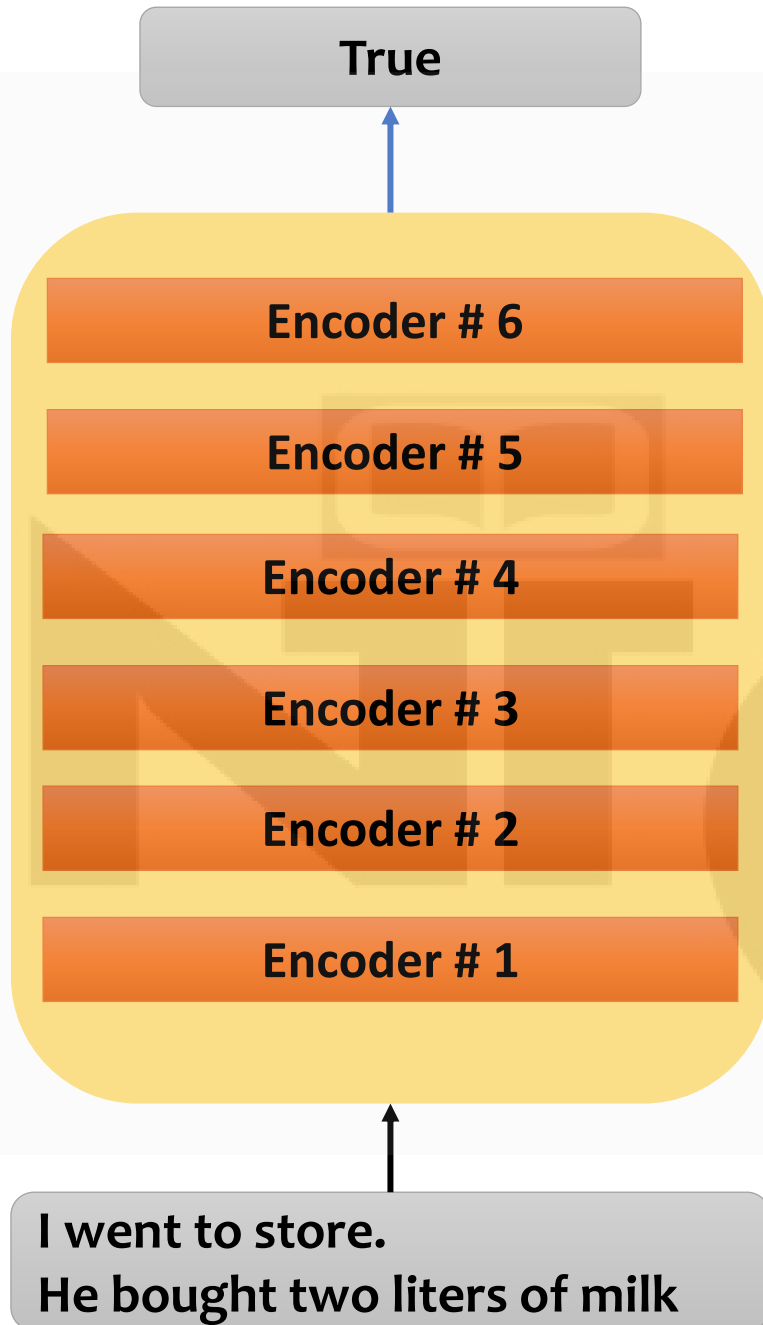 True
Encoder # 6
Encoder # 5
Encoder # 4
Encoder # 3
Encoder # 2
Encoder # 1
I went to store.
He bought two liters of milk